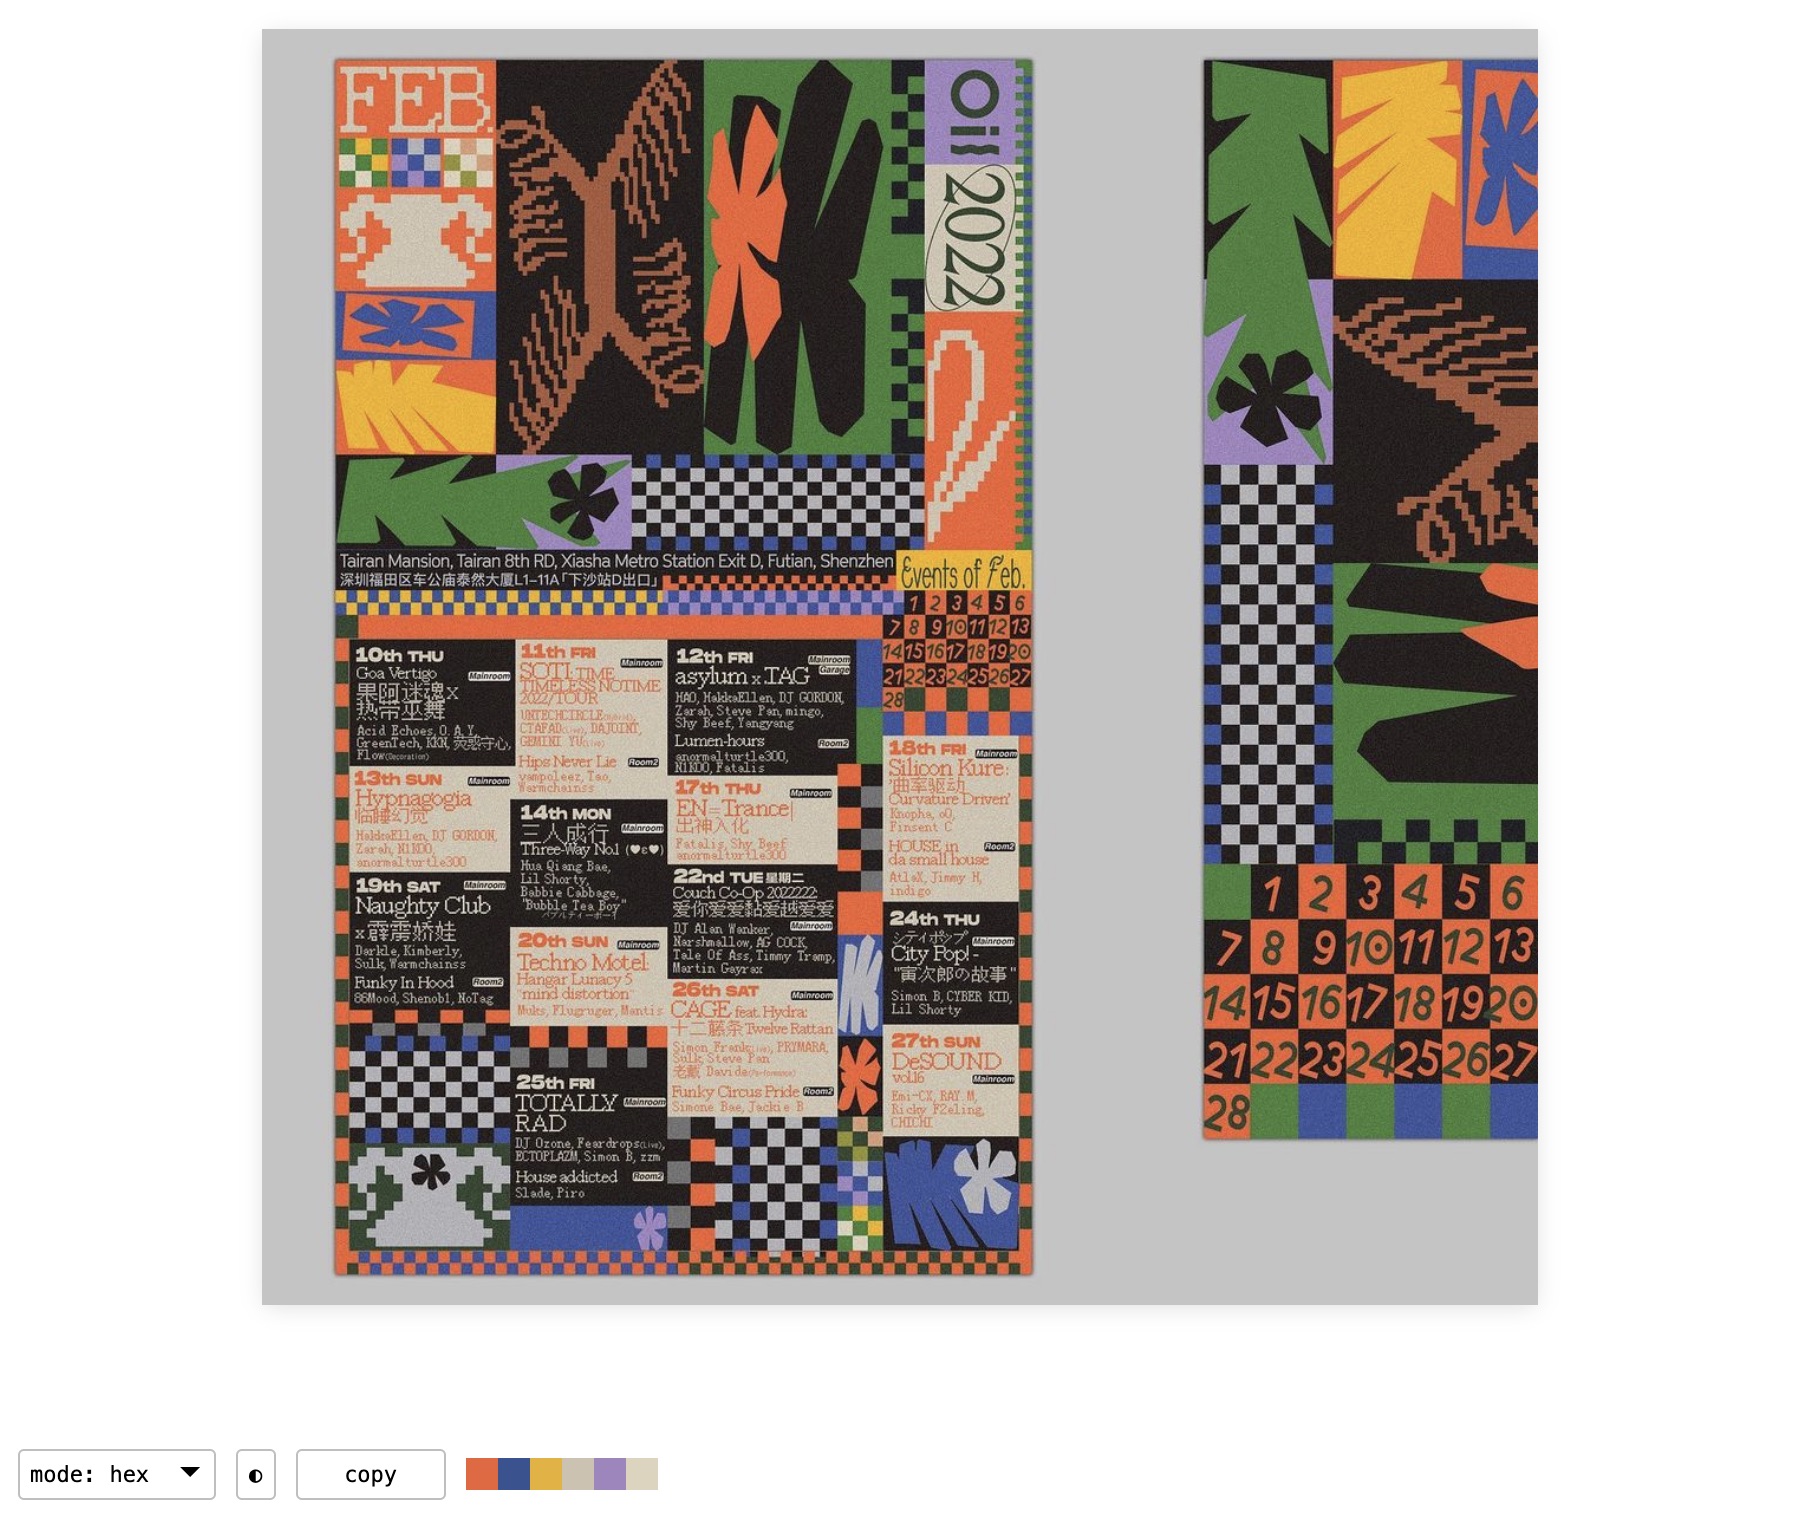 FEB.
Oil
2022
Tairan Mansion, Tairan 8th RD, Xiasha Metro Station Exit D, Futian, Shenzhen
深圳福田区车公庙泰然大厦L1-11A「下沙站D出口」
Events of Feb.
1 2 3 4 5 6
7 8 9 10 11 12 13
14 15 16 17 18 19 20
21 22 23 24 25 26 27
28
10th THU
Goa Vertigo
Mainroom
果阿迷魂x
热带巫舞
Acid Echoes, O.A.Y,
GreenTech, KKN, 荧惑守心,
Flow(Decoration)
11th FRI
Mainroom
SOTI: TIME
TIMELESS NOTIME
2022/TOUR
UNTECHCIRCLE(Hybrid),
CTAFAD(Live), DAJUINT,
GEMINI YU(Live)
Hips Never Lie
Room2
yampoleez, Tao,
Warmchainss
12th FRI
Mainroom
Garage
asylum x TAG
HAO, HakkaEllen, DJ GORDON,
Zarah, Steve Pan, mingo,
Shy Beef, Yangyang
Lumen-hours
Room2
anormalturtle300,
N1KOO, Fatalis
13th SUN
Mainroom
Hypnagogia
临睡幻觉
HakkaEllen, DJ GORDON,
Zarah, N1KOO,
anormalturtle300
14th MON
三人成行
Mainroom
Three-Way No.1 (♥ε♥)
Hua Qiang Bae,
Lil Shorty,
Babbie Cabbage,
"Bubble Tea Boy"
バブルティーボーイ
17th THU
Mainroom
EN=Trance|
出神入化
Fatalis, Shy Beef
anormalturtle300
18th FRI
Mainroom
Silicon Kure:
'曲率驱动
Curvature Driven'
Knopha, oO,
Finsent C
HOUSE in
Room2
da small house
AtlaX, Jimmy H,
indigo
19th SAT
Mainroom
Naughty Club
x 霹雳娇娃
Darkle, Kimberly,
Sulk, Warmchainss
Funky In Hood
Room2
86Mood, Shenob1, NoTag
20th SUN
Mainroom
Techno Motel:
Hangar Lunacy 5
"mind distortion"
Muks, Flugruger, Mantis
22nd TUE 星期二
Couch Co-Op 2022222:
爱你爱爱黏爱越爱爱
Mainroom
DJ Alan Wanker,
Narshmallow, AG COCK,
Tale Of Ass, Timmy Tramp,
Martin Gayrax
24th THU
シティポップ
Mainroom
City Pop! -
"寅次郎の故事"
Simon B, CYBER KID,
Lil Shorty
25th FRI
TOTALLY
Mainroom
RAD
DJ Ozone, Feardrops(Live),
ECTOPLAZM, Simon B, zzm
House addicted
Room2
Slade, Piro
26th SAT
Mainroom
CAGE feat. Hydra:
十二藤条 Twelve Rattan
Simon Frank(Live), PRYMARA,
Sulk, Steve Pan
老戴 Davide(Performance)
Funky Circus Pride
Room2
Simone Bae, Jackie B
27th SUN
DeSOUND
vol.16
Mainroom
Emi-CX, RAY.M,
Ricky F2eling,
CHICHI
1 2 3 4 5 6
7 8 9 10 11 12 13
14 15 16 17 18 19 20
21 22 23 24 25 26 27
28
mode: hex
copy